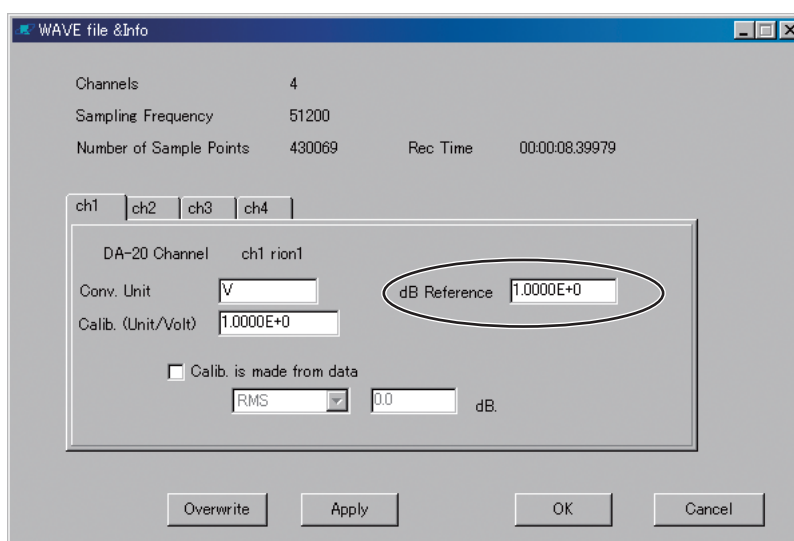 WAVE file &Info
Channels 4
Sampling Frequency 51200
Number of Sample Points 430069 Rec Time 00:00:08.39979
ch1 ch2 ch3 ch4
DA-20 Channel ch1 rion1
Conv. Unit V dB Reference 1.0000E+0
Calib. (Unit/Volt) 1.0000E+0
Calib. is made from data
RMS 0.0 dB.
Overwrite Apply OK Cancel